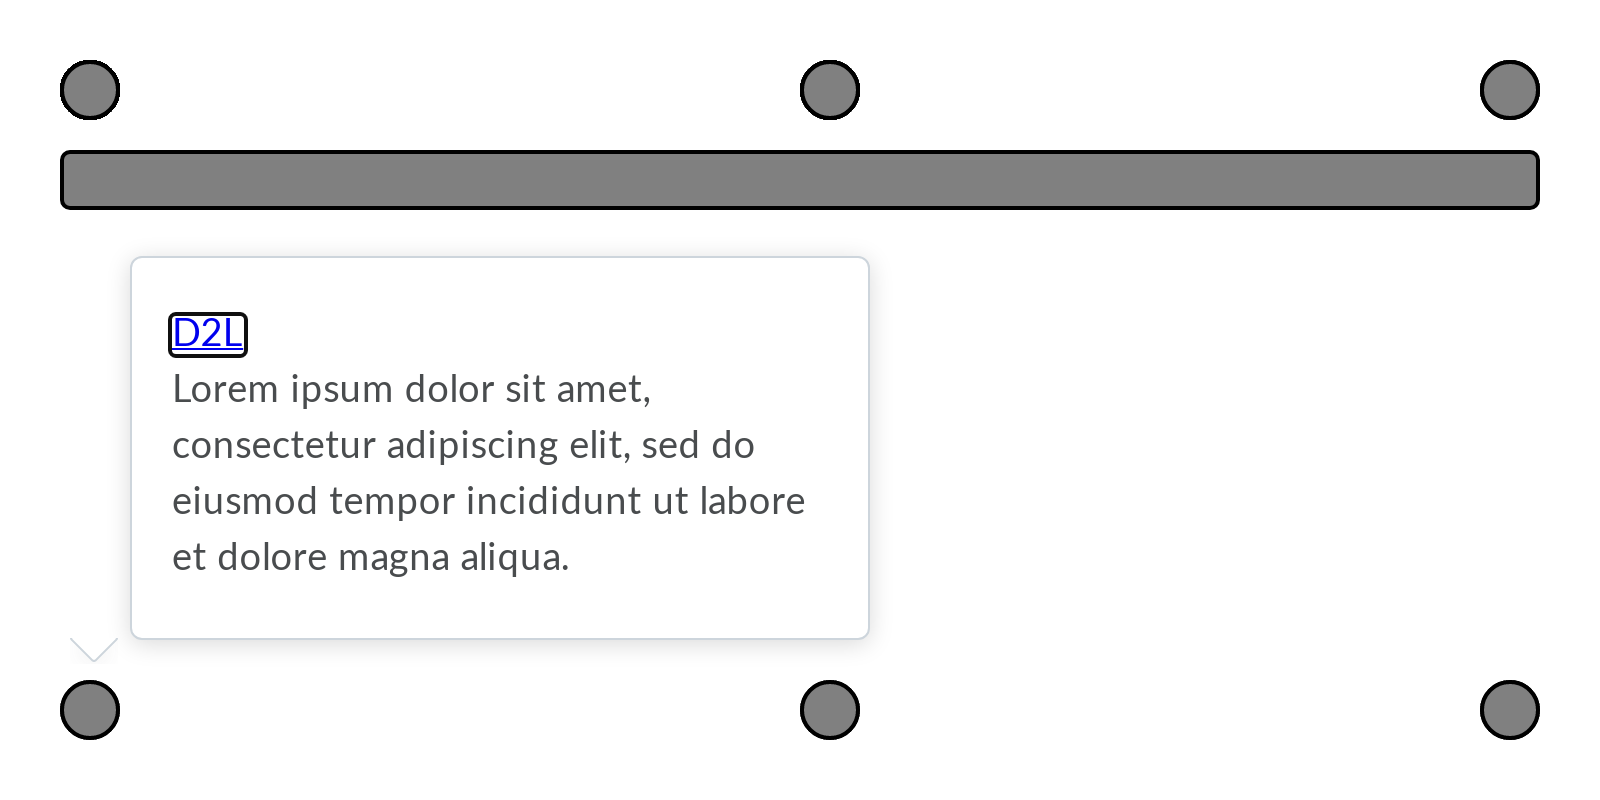 D2L
Lorem ipsum dolor sit amet,
consectetur adipiscing elit, sed do
eiusmod tempor incididunt ut labore
et dolore magna aliqua.